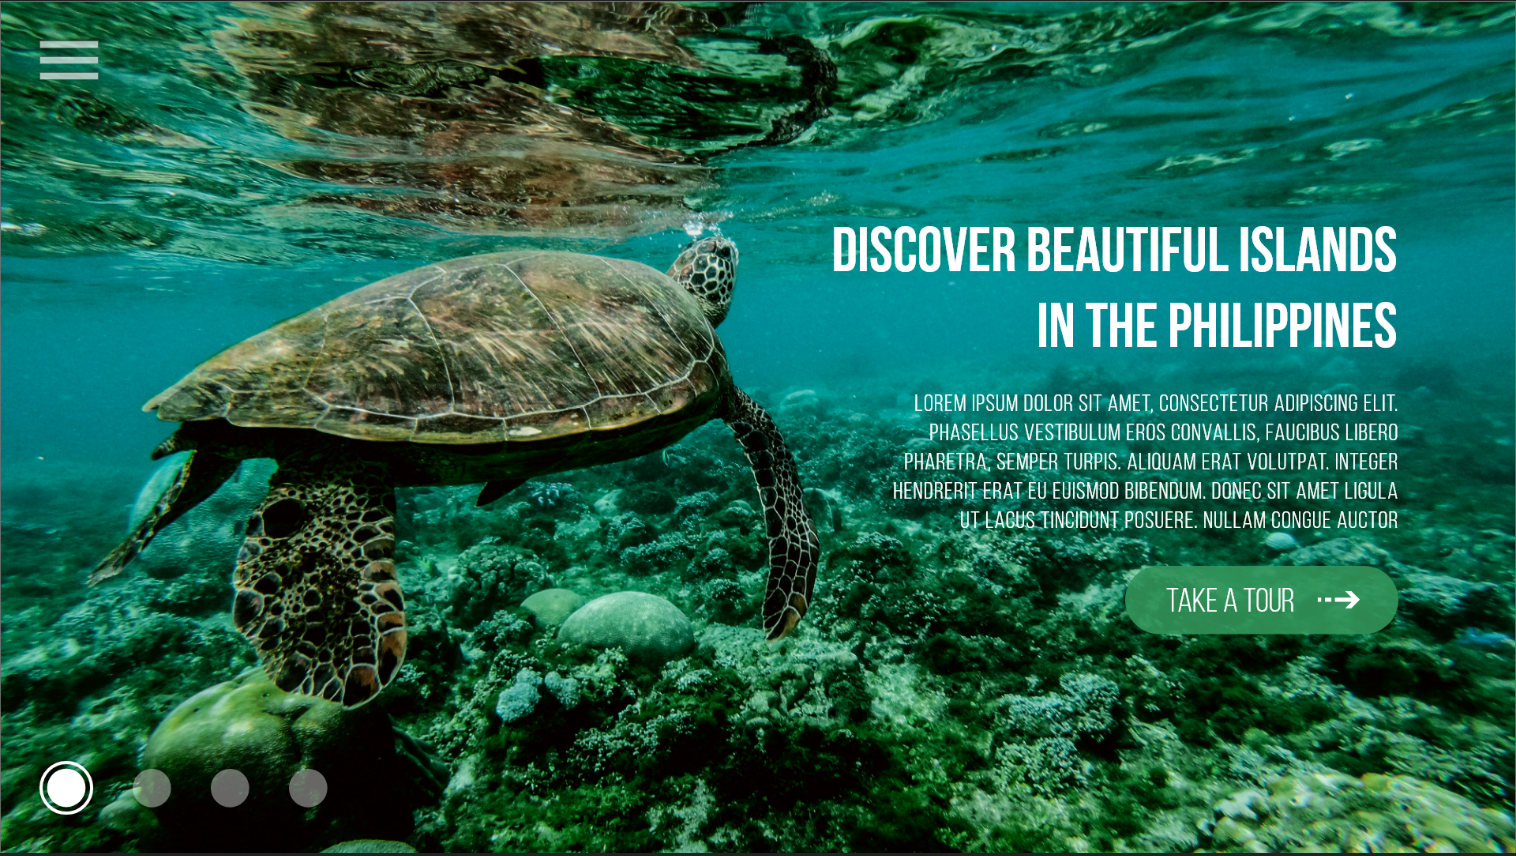 DISCOVER BEAUTIFUL ISLANDS
IN THE PHILIPPINES
LOREM IPSUM DOLOR SIT AMET, CONSECTETUR ADIPISCING ELIT.
PHASELLUS VESTIBULUM EROS CONVALLIS, FAUCIBUS LIBERO
PHARETRA, SEMPER TURPIS. ALIQUAM ERAT VOLUTPAT. INTEGER
HENDRERIT ERAT EU EUISMOD BIBENDUM. DONEC SIT AMET LIGULA
UT LACUS TINCIDUNT POSUERE. NULLAM CONGUE AUCTOR
TAKE A TOUR